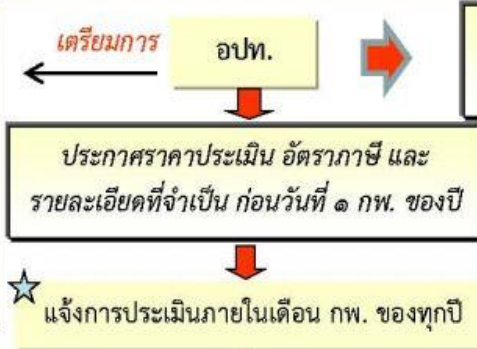 เตรียมการ
อปท.
ประกาศราคาประเมิน อัตราภาษี และ
รายละเอียดที่จำเป็น ก่อนวันที่ ๑ กพ. ของปี
แจ้งการประเมินภายในเดือน กพ. ของทุกปี